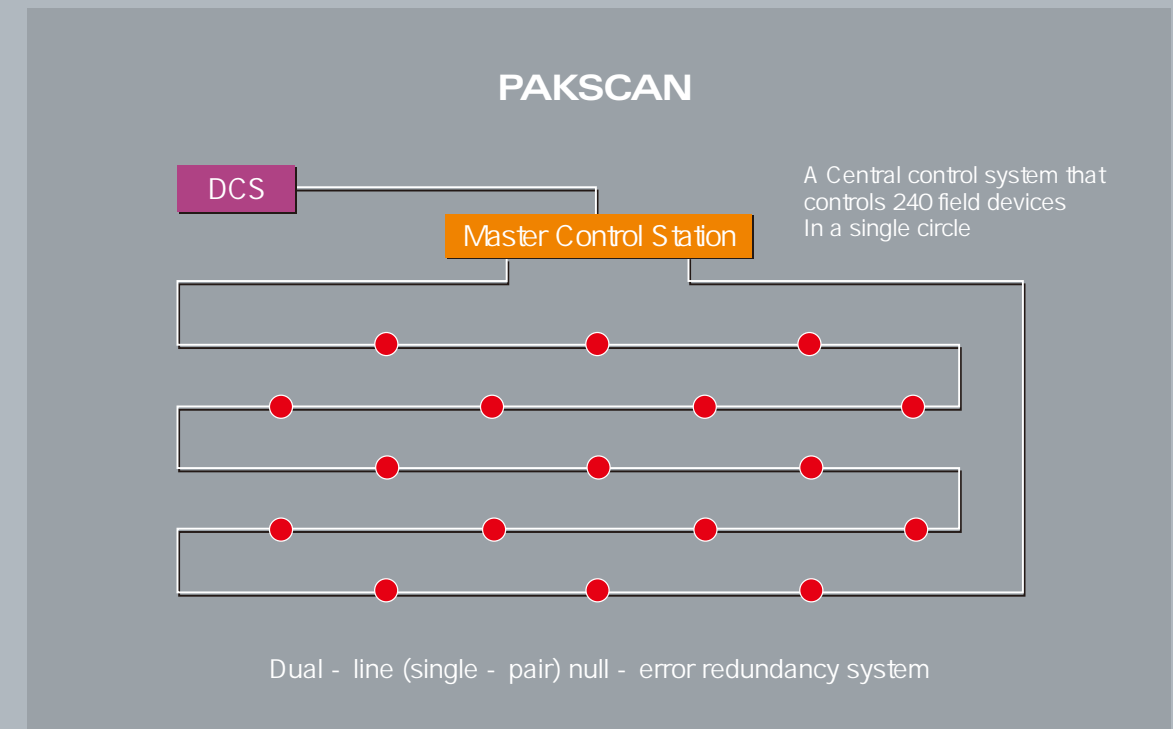 PAKSCAN
DCS
A Central control system that
controls 240 field devices
In a single circle
Master Control Station
Dual - line (single - pair) null - error redundancy system